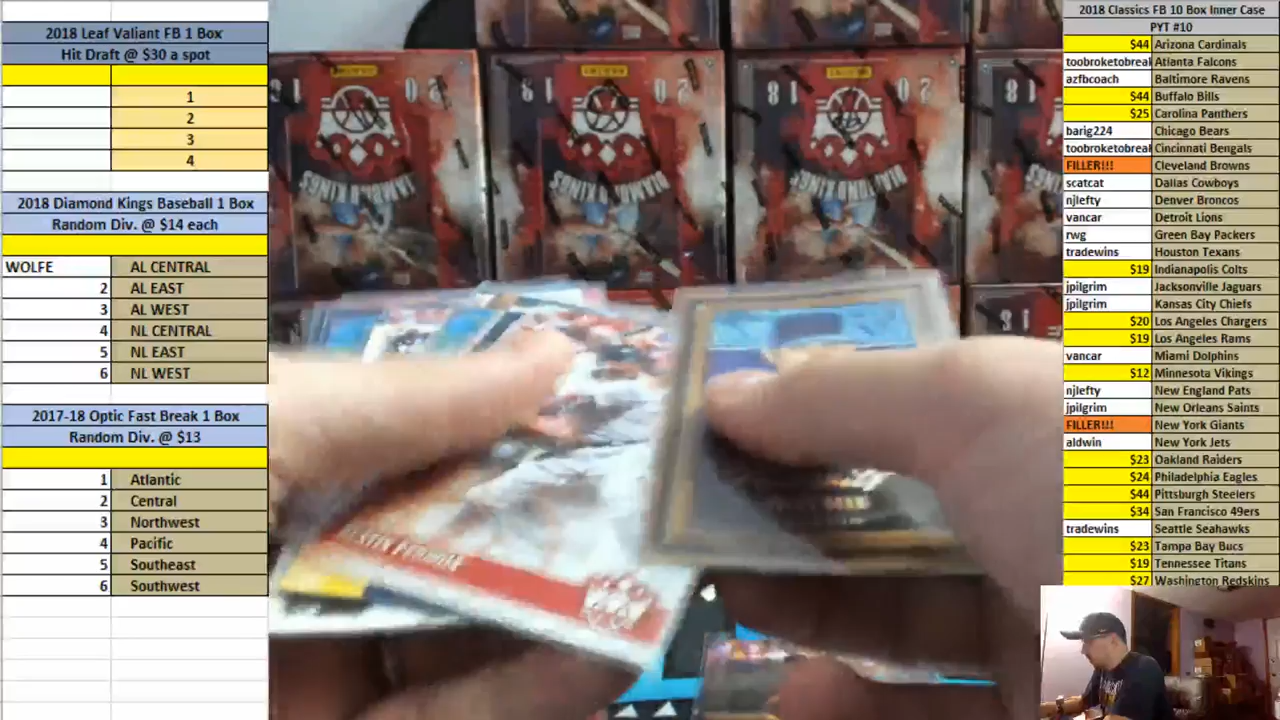 2018 Leaf Valiant FB 1 Box
Hit Draft @ $30 a spot
1
2
3
4
2018 Diamond Kings Baseball 1 Box
Random Div. @ $14 each
WOLFE AL CENTRAL
2 AL EAST
3 AL WEST
4 NL CENTRAL
5 NL EAST
6 NL WEST
2017-18 Optic Fast Break 1 Box
Random Div. @ $13
1 Atlantic
2 Central
3 Northwest
4 Pacific
5 Southeast
6 Southwest
2018 Classics FB 10 Box Inner Case
PYT #10
$44 Arizona Cardinals
toobroketobreal Atlanta Falcons
azfbcoach Baltimore Ravens
$44 Buffalo Bills
$25 Carolina Panthers
barig224 Chicago Bears
toobroketobreal Cincinnati Bengals
FILLER!!! Cleveland Browns
scatcat Dallas Cowboys
njlefty Denver Broncos
vancar Detroit Lions
rwg Green Bay Packers
tradewins Houston Texans
$19 Indianapolis Colts
jpilgrim Jacksonville Jaguars
jpilgrim Kansas City Chiefs
$20 Los Angeles Chargers
$19 Los Angeles Rams
vancar Miami Dolphins
$12 Minnesota Vikings
njlefty New England Pats
jpilgrim New Orleans Saints
FILLER!!! New York Giants
aldwin New York Jets
$23 Oakland Raiders
$24 Philadelphia Eagles
$44 Pittsburgh Steelers
$34 San Francisco 49ers
tradewins Seattle Seahawks
$23 Tampa Bay Bucs
$19 Tennessee Titans
$27 Washington Redskins